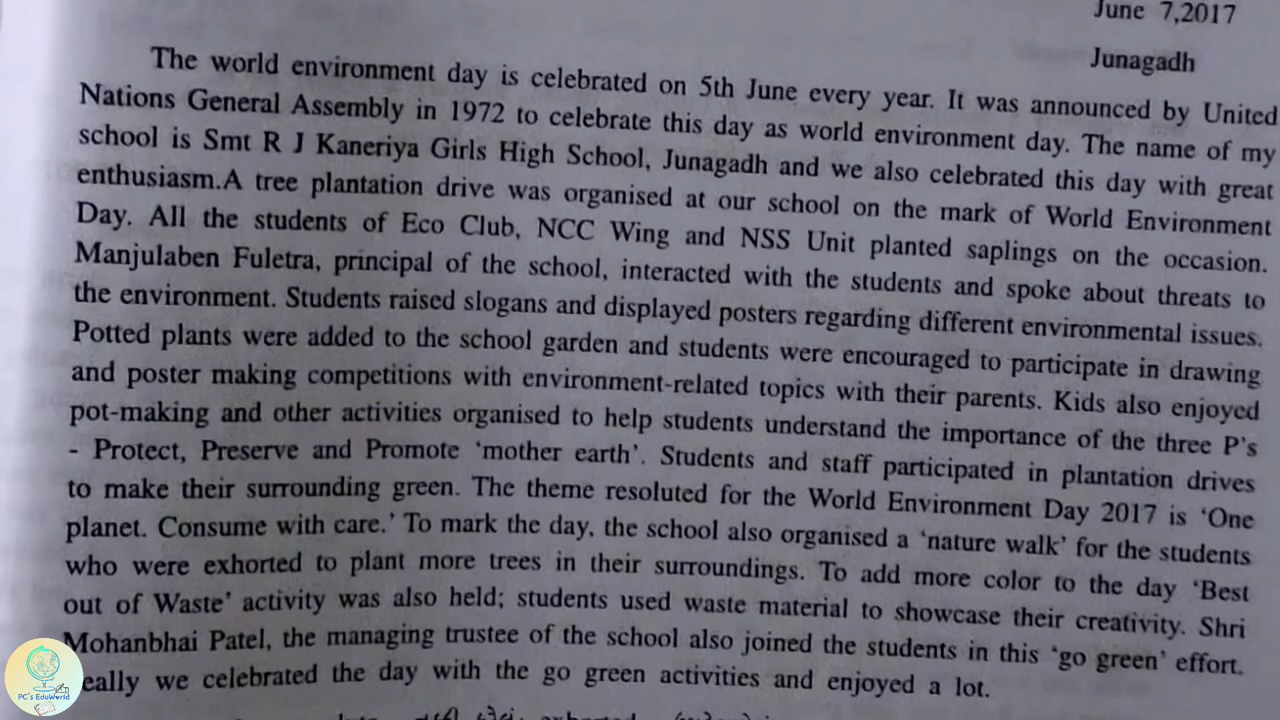 June 7,2017
Junagadh
The world environment day is celebrated on 5th June every year. It was announced by United
Nations General Assembly in 1972 to celebrate this day as world environment day. The name of my
school is Smt R J Kaneriya Girls High School, Junagadh and we also celebrated this day with great
enthusiasm.A tree plantation drive was organised at our school on the mark of World Environment
Day. All the students of Eco Club, NCC Wing and NSS Unit planted saplings on the occasion.
Manjulaben Fuletra, principal of the school, interacted with the students and spoke about threats to
the environment. Students raised slogans and displayed posters regarding different environmental issues.
Potted plants were added to the school garden and students were encouraged to participate in drawing
and poster making competitions with environment-related topics with their parents. Kids also enjoyed
pot-making and other activities organised to help students understand the importance of the three P's
- Protect, Preserve and Promote 'mother earth'. Students and staff participated in plantation drives
to make their surrounding green. The theme resoluted for the World Environment Day 2017 is 'One
planet. Consume with care.' To mark the day, the school also organised a 'nature walk' for the students
who were exhorted to plant more trees in their surroundings. To add more color to the day 'Best
out of Waste' activity was also held; students used waste material to showcase their creativity. Shri
Mohanbhai Patel, the managing trustee of the school also joined the students in this 'go green' effort.
eally we celebrated the day with the go green activities and enjoyed a lot.
PC's EduWorld
exhorted